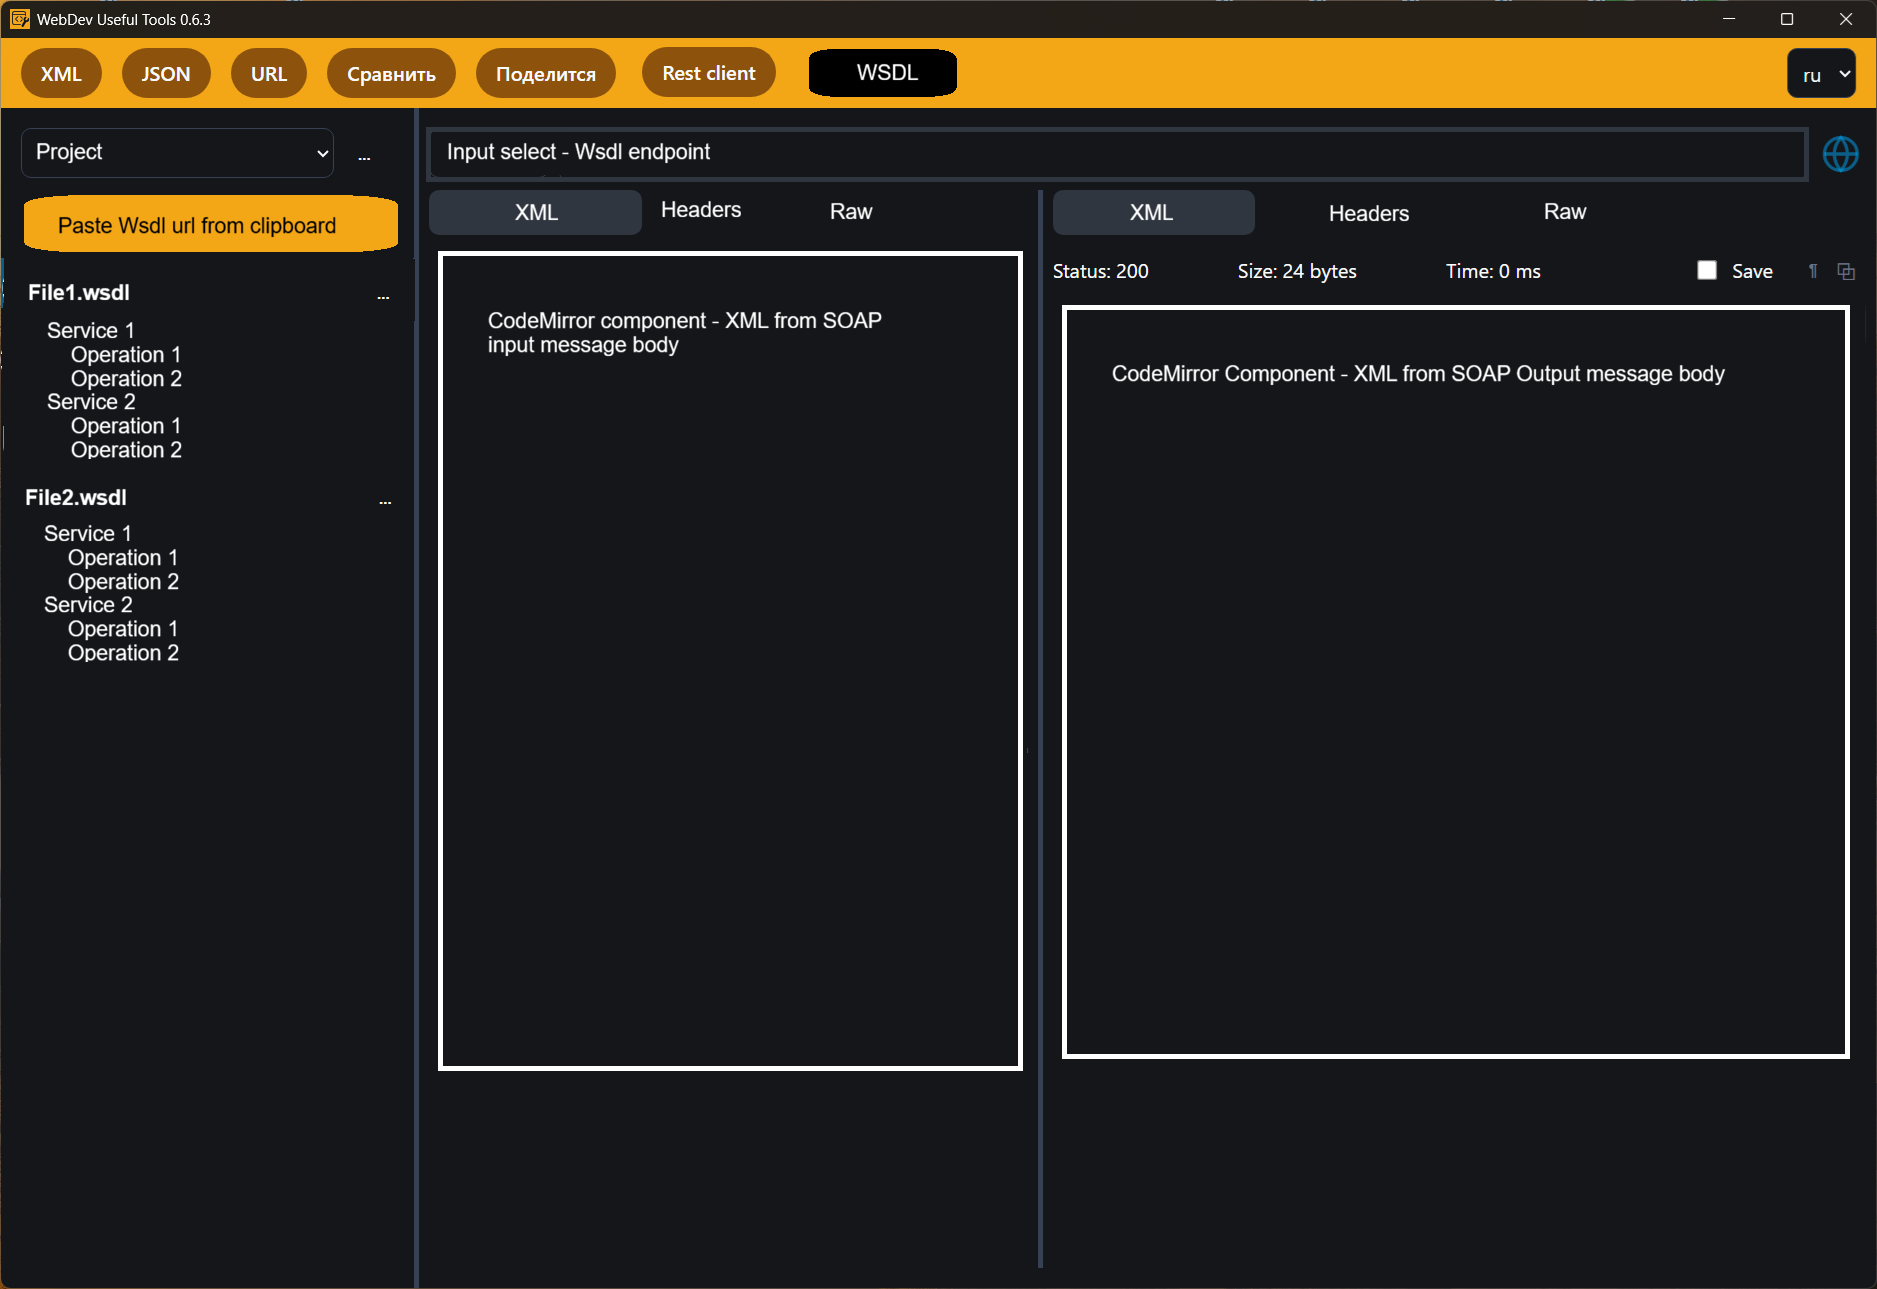 WebDev Useful Tools 0.6.3
XML JSON URL Сравнить Поделится Rest client WSDL ru
Project ...
Input select - Wsdl endpoint
Paste Wsdl url from clipboard
File1.wsdl ...
Service 1
Operation 1
Operation 2
Service 2
Operation 1
Operation 2
File2.wsdl ...
Service 1
Operation 1
Operation 2
Service 2
Operation 1
Operation 2
XML Headers Raw
CodeMirror component - XML from SOAP
input message body
XML Headers Raw
Status: 200 Size: 24 bytes Time: 0 ms Save ¶
CodeMirror Component - XML from SOAP Output message body